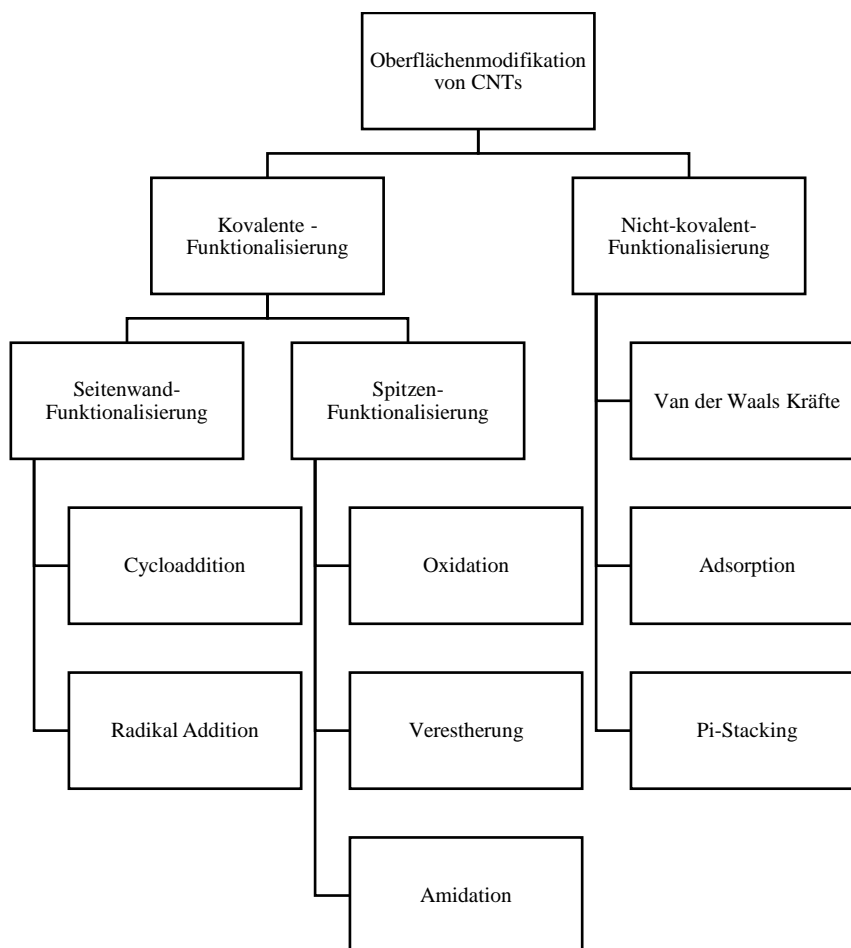 Oberflächenmodifikation
von CNTs
Kovalente -
Funktionalisierung
Nicht-kovalent-
Funktionalisierung
Seitenwand-
Funktionalisierung
Spitzen-
Funktionalisierung
Van der Waals Kräfte
Cycloaddition
Oxidation
Adsorption
Radikal Addition
Verestherung
Pi-Stacking
Amidation